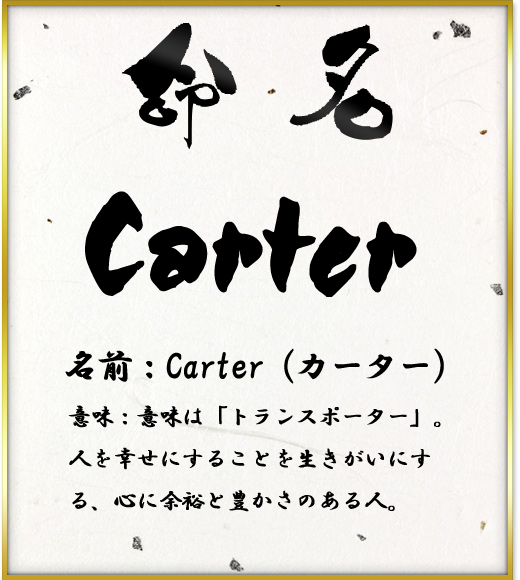 命名
Carter
名前：Carter（カーター）
意味：意味は「トランスポーター」。
人を幸せにすることを生きがいにす
る、心に余裕と豊かさのある人。